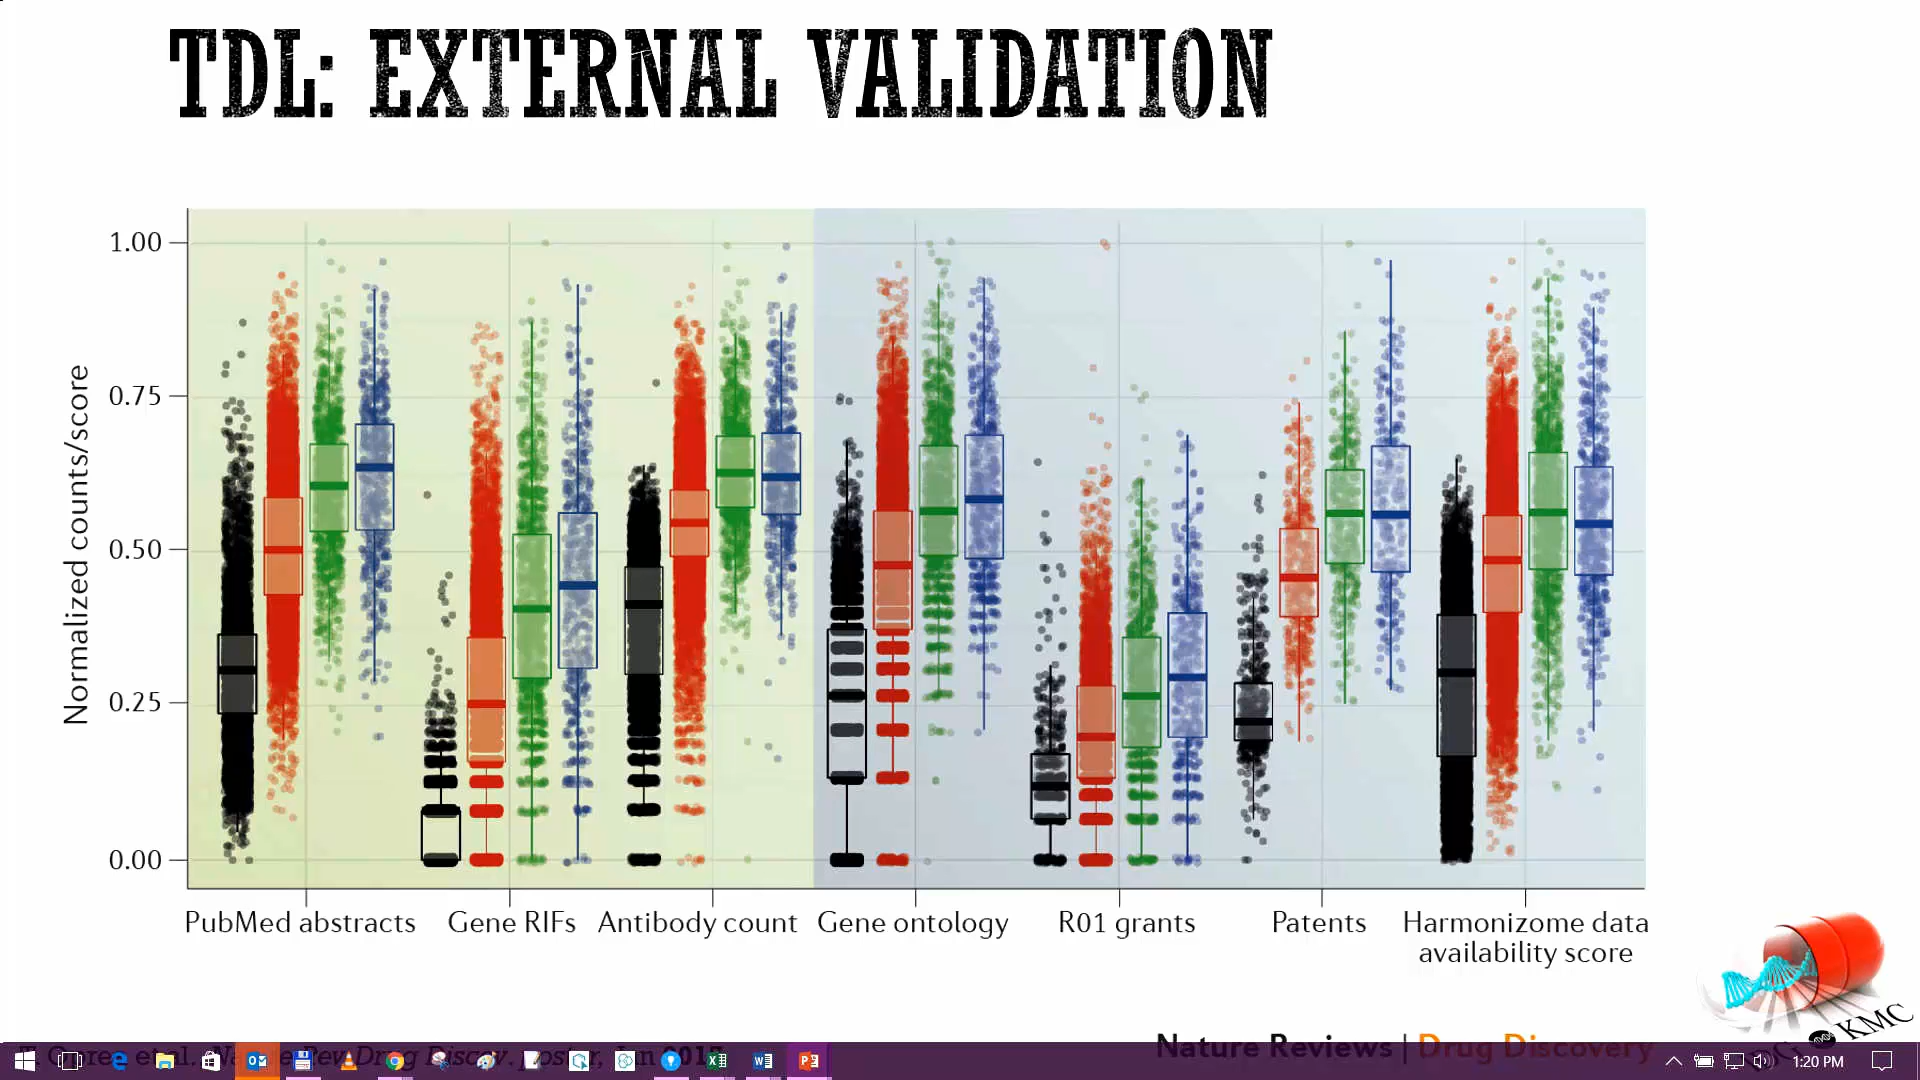 TDL: EXTERNAL VALIDATION
Normalized counts/score
1.00
0.75
0.50
0.25
0.00
PubMed abstracts
Gene RIFs
Antibody count
Gene ontology
R01 grants
Patents
Harmonizome data
availability score
KMC
Nature Reviews | Drug Discovery
1:20 PM